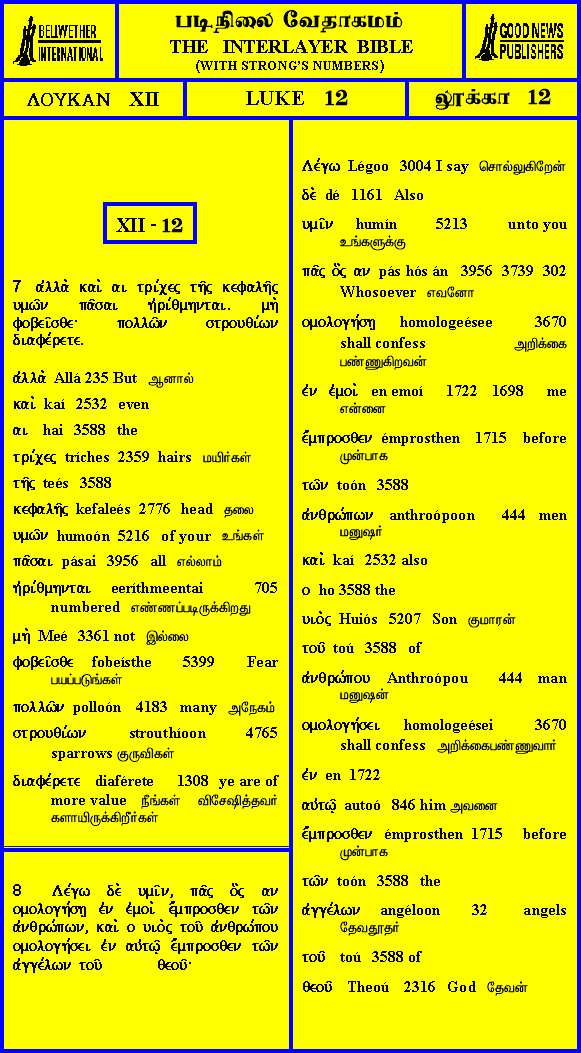 BELLWETHER
INTERNATIONAL
படிநிலை வேதாகமம்
THE INTERLAYER BIBLE
(WITH STRONG'S NUMBERS)
GOOD NEWS
PUBLISHERS
ΛΟΥΚΑΝ XII
LUKE 12
லூக்கா 12
XII - 12
7 ἀλλὰ καὶ αι τρίχες τῆς κεφαλῆς
υμῶν πᾶσαι ἠρίθμηνται. μὴ
φοβεῖσθε· πολλῶν στρουθίων
διαφέρετε.
ἀλλὰ Allá 235 But ஆனால்
καὶ kaí 2532 even
αι hai 3588 the
τρίχες tríches 2359 hairs மயிர்கள்
τῆς teés 3588
κεφαλῆς kefaleés 2776 head தலை
υμῶν humoón 5216 of your உங்கள்
πᾶσαι pásai 3956 all எல்லாம்
ἠρίθμηνται eeríthmeentai 705
numbered எண்ணப்படிருக்கிறது
μὴ Meé 3361 not இல்லை
φοβεῖσθε fobeísthe 5399 Fear
பயப்படுங்கள்
πολλῶν polloón 4183 many அநேகம்
στρουθίων strouthíoon 4765
sparrows குருவிகள்
διαφέρετε diaférete 1308 ye are of
more value நீங்கள் விசேஷித்தவர்
களாயிருக்கிறீர்கள்
8 Λέγω δὲ υμῖν, πᾶς ὃς αν
ομολογήσῃ ἐν ἐμοὶ ἔμπροσθεν τῶν
ἀνθρώπων, καὶ ο υιὸς τοῦ ἀνθρώπου
ομολογήσει ἐν αὐτῷ ἔμπροσθεν τῶν
ἀγγέλων τοῦ θεοῦ·
Λέγω Légoo 3004 I say சொல்லுகிறேன்
δὲ dé 1161 Also
υμῖν humín 5213 unto you
உங்களுக்கு
πᾶς ὃς αν pás hós án 3956 3739 302
Whosoever எவனோ
ομολογήσῃ homologeésee 3670
shall confess அறிக்கை
பண்ணுகிறவன்
ἐν ἐμοὶ en emoí 1722 1698 me
என்னை
ἔμπροσθεν émprosthen 1715 before
முன்பாக
τῶν toón 3588
ἀνθρώπων anthroópoon 444 men
மனுஷர்
καὶ kaí 2532 also
ο ho 3588 the
υιὸς Huiós 5207 Son குமாரன்
τοῦ toú 3588 of
ἀνθρώπου Anthroópou 444 man
மனுஷன்
ομολογήσει homologeései 3670
shall confess அறிக்கைபண்ணுவார்
ἐν en 1722
αὐτῷ autoó 846 him அவனை
ἔμπροσθεν émprosthen 1715 before
முன்பாக
τῶν toón 3588 the
ἀγγέλων angéloon 32 angels
தேவதூதர்
τοῦ toú 3588 of
θεοῦ Theoú 2316 God தேவன்